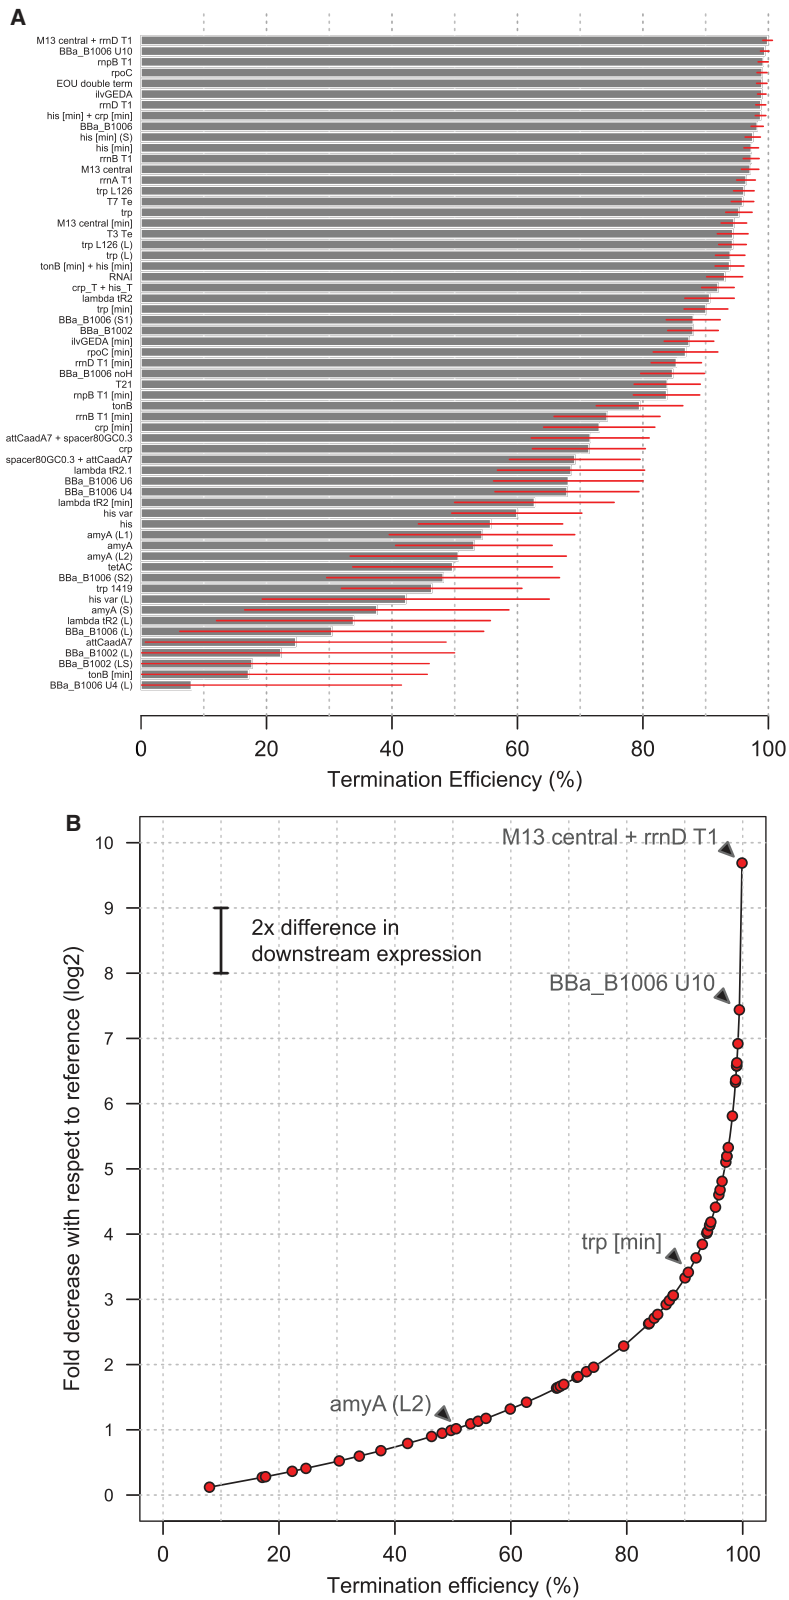 A
M13 central + rrnD T1
BBa_B1006 U10
rnpB T1
rpoC
EOU double term
ilvGEDA
rrnD T1
his [min] + crp [min]
BBa_B1006
his [min] (S)
his [min]
rrnB T1
M13 central
rrnA T1
trp L126
T7 Te
trp
M13 central [min]
T3 Te
trp L126 (L)
trp (L)
tonB [min] + his [min]
RNAI
crp_T + his_T
lambda tR2
trp [min]
BBa_B1006 (S1)
BBa_B1002
ilvGEDA [min]
rpoC [min]
rrnD T1 [min]
BBa_B1006 noH
T21
rnpB T1 [min]
tonB
rrnB T1 [min]
crp [min]
attCaadA7 + spacer80GC0.3
crp
spacer80GC0.3 + attCaadA7
lambda tR2.1
BBa_B1006 U6
BBa_B1006 U4
lambda tR2 [min]
his var
his
amyA (L1)
amyA
amyA (L2)
tetAC
BBa_B1006 (S2)
trp 1419
his var (L)
amyA (S)
lambda tR2 (L)
BBa_B1006 (L)
attCaadA7
BBa_B1002 (L)
BBa_B1002 (LS)
tonB [min]
BBa_B1006 U4 (L)
0 20 40 60 80 100
Termination Efficiency (%)
B
Fold decrease with respect to reference (log2)
10
9
8
7
6
5
4
3
2
1
0
M13 central + rrnD T1
2x difference in
downstream expression
BBa_B1006 U10
trp [min]
amyA (L2)
0 20 40 60 80 100
Termination efficiency (%)